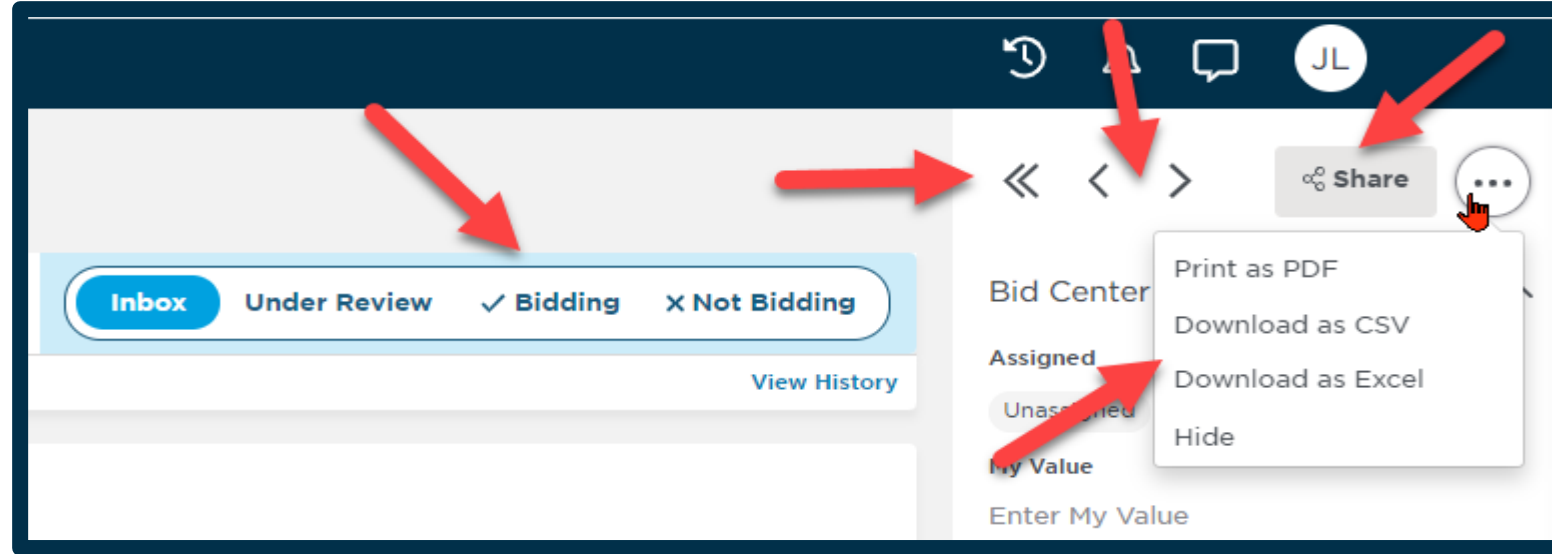 JL
Share
Inbox Under Review Bidding Not Bidding
View History
Bid Center
Assigned
Unassigned
My Value
Enter My Value
Print as PDF
Download as CSV
Download as Excel
Hide